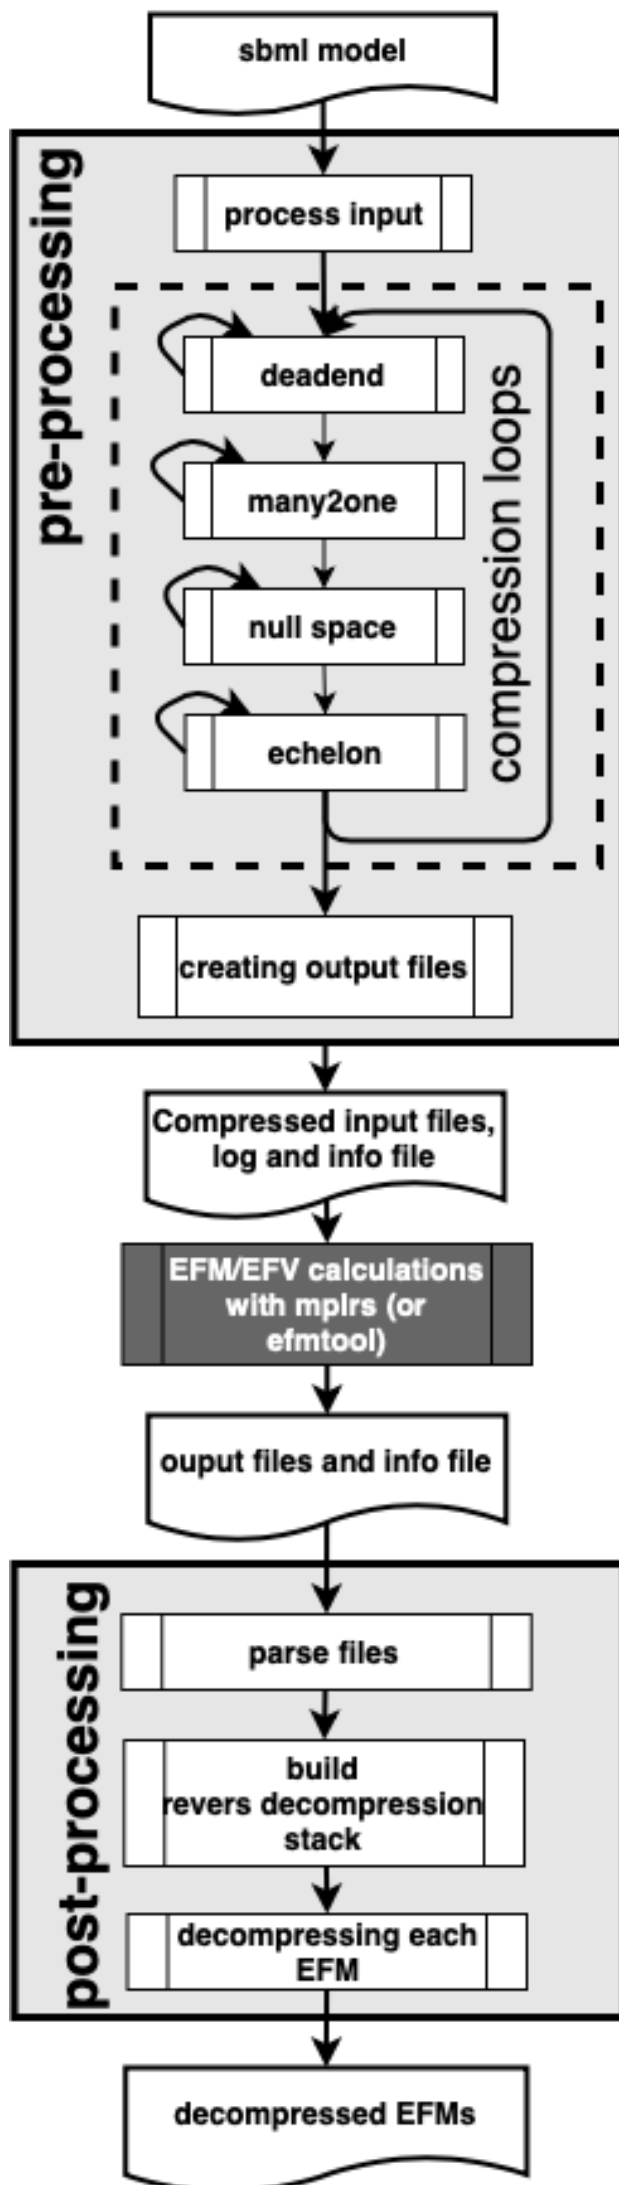 sbml model
pre-processing
process input
deadend
many2one
null space
echelon
compression loops
creating output files
Compressed input files,
log and info file
EFM/EFV calculations
with mplrs (or
efmtool)
ouput files and info file
post-processing
parse files
build
revers decompression
stack
decompressing each
EFM
decompressed EFMs